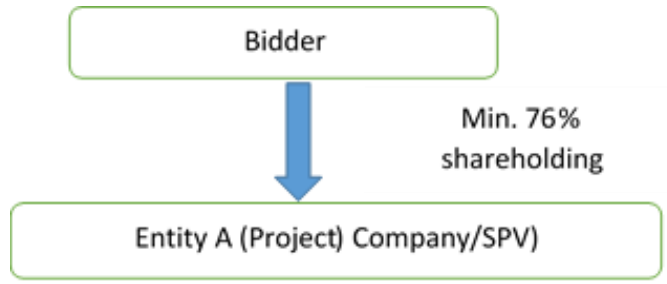 Bidder
Min. 76%
shareholding
Entity A (Project) Company/SPV)